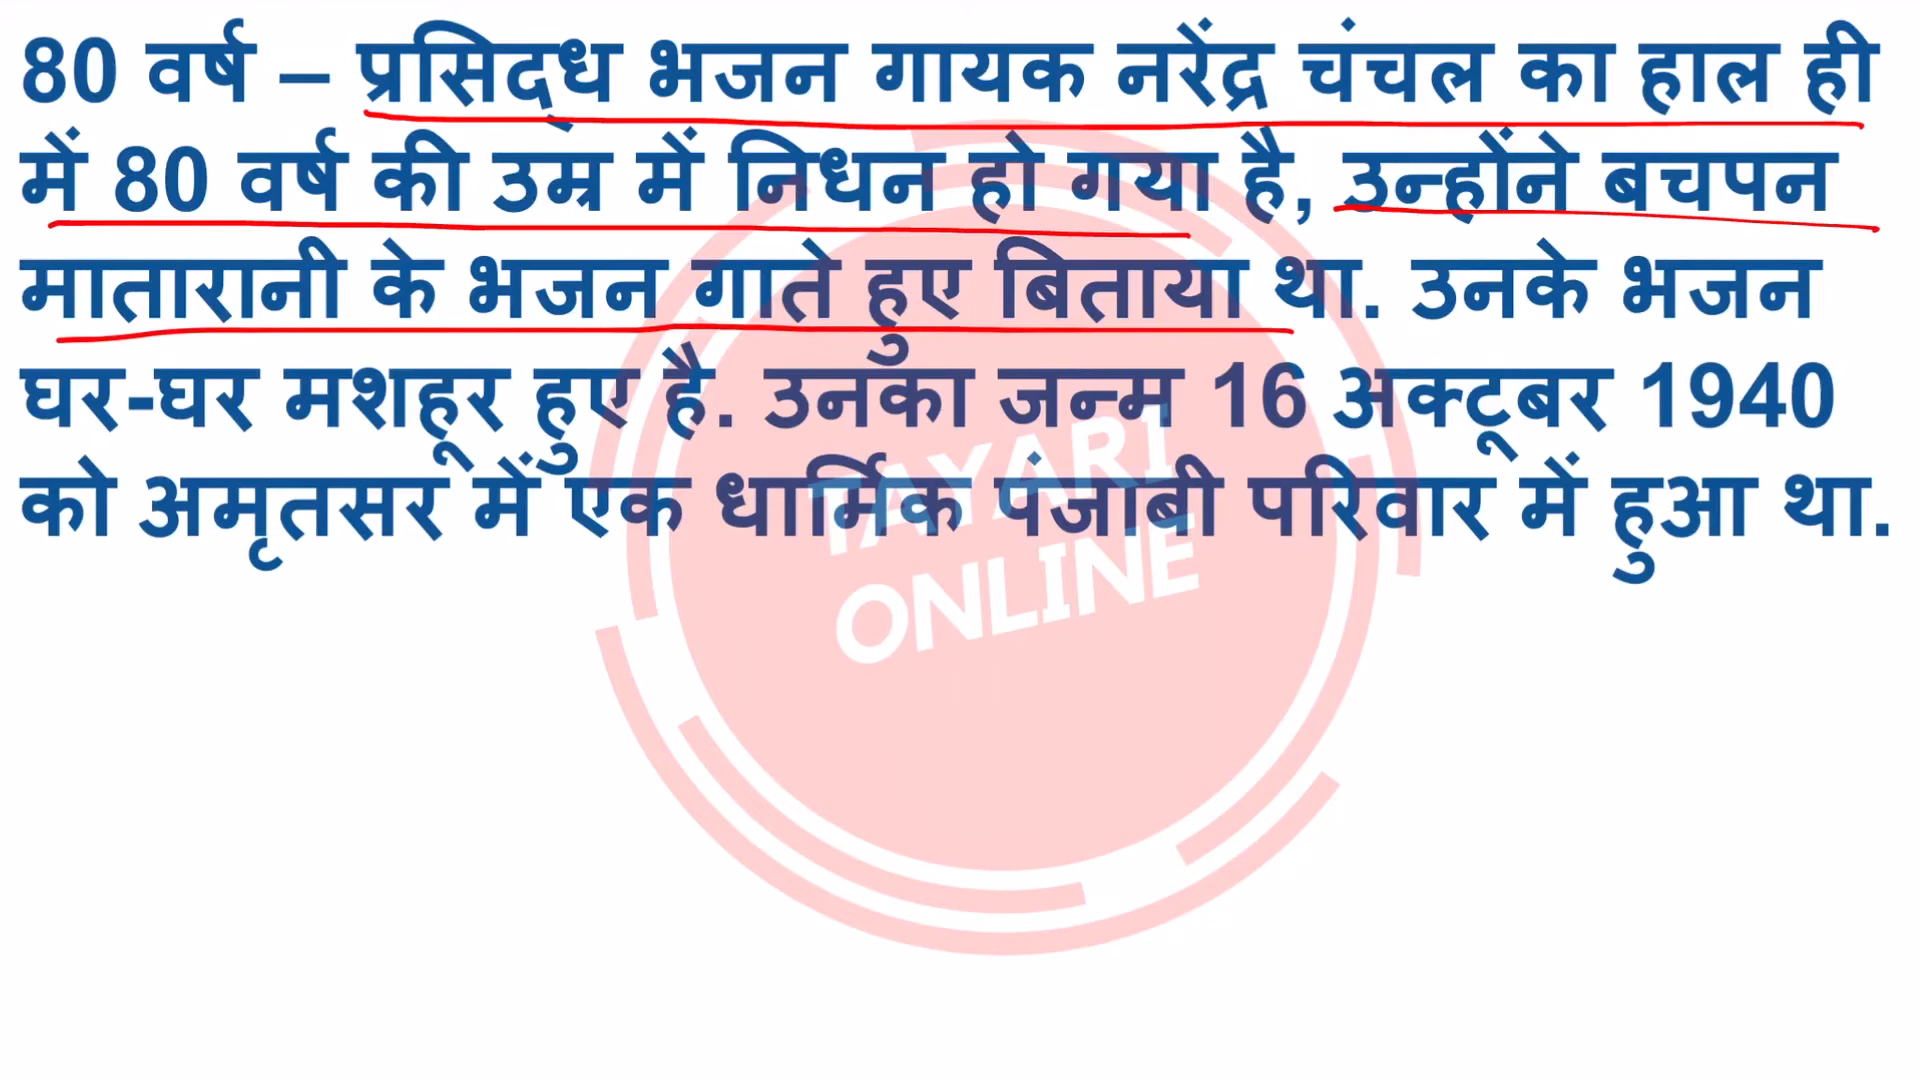 80 वर्ष – प्रसिद्ध भजन गायक नरेंद्र चंचल का हाल ही
में 80 वर्ष की उम्र में निधन हो गया है, उन्होंने बचपन
मातारानी के भजन गाते हुए बिताया था. उनके भजन
घर-घर मशहूर हुए है. उनका जन्म 16 अक्टूबर 1940
को अमृतसर में एक धार्मिक पंजाबी परिवार में हुआ था.
TAYARI
ONLINE